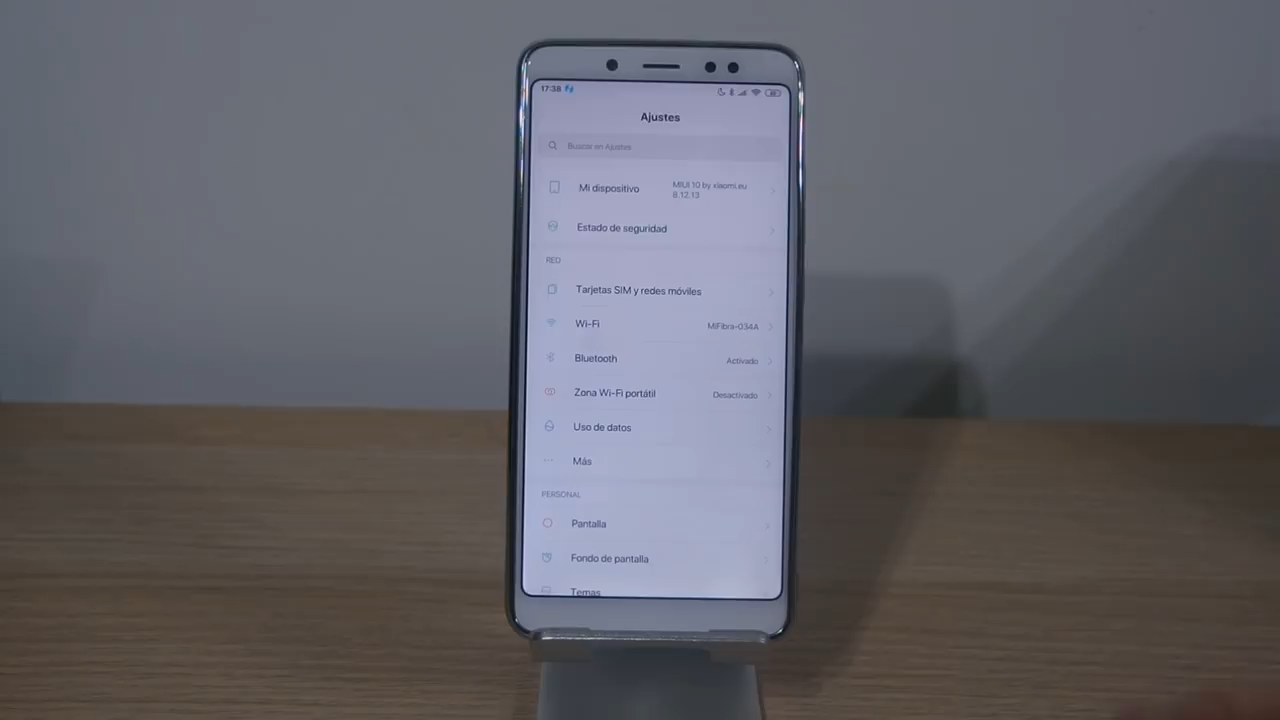 17:38
Ajustes
Buscar en Ajustes
Mi dispositivo
MIUI 10 by xiaomi.eu
8.12.13
Estado de seguridad
RED
Tarjetas SIM y redes móviles
Wi-Fi
MiFibra-034A
Bluetooth
Activado
Zona Wi-Fi portátil
Desactivado
Uso de datos
Más
PERSONAL
Pantalla
Fondo de pantalla
Temas